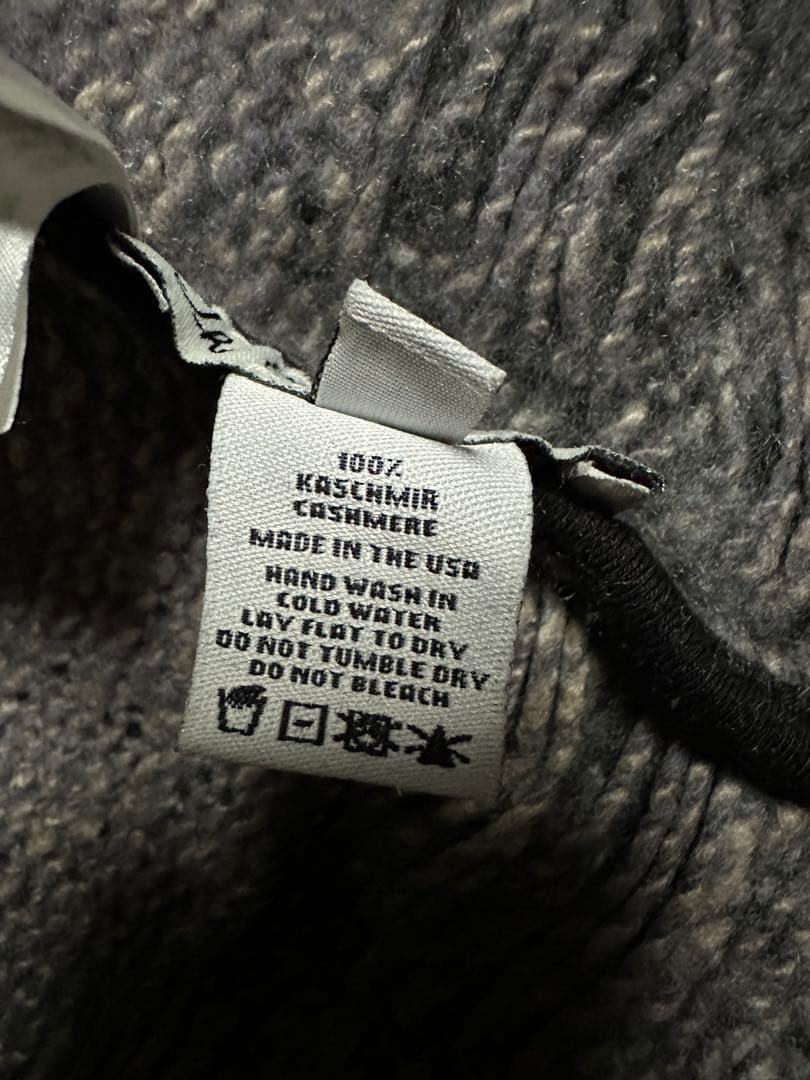 100%
KASCHMIR
CASHMERE
MADE IN THE USA
HAND WASH IN
COLD WATER
LAY FLAT TO DRY
DO NOT TUMBLE DRY
DO NOT BLEACH